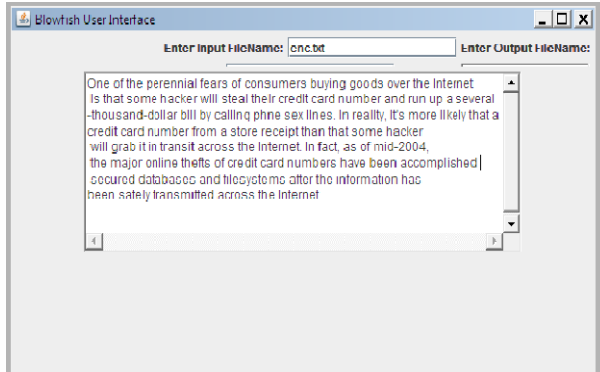 Blowfish User Interface
Enter Input FileName: enc.txt Enter Output FileName:
One of the perennial fears of consumers buying goods over the Internet
Is that some hacker will steal their credit card number and run up a several
-thousand-dollar bill by calling phne sex lines. In reality, It's more likely that a
credit card number from a store receipt than that some hacker
will grab it in transit across the Internet. In fact, as of mid-2004,
the major online thefts of credit card numbers have been accomplished
secured databases and filesystems after the information has
been safely transmitted across the Internet